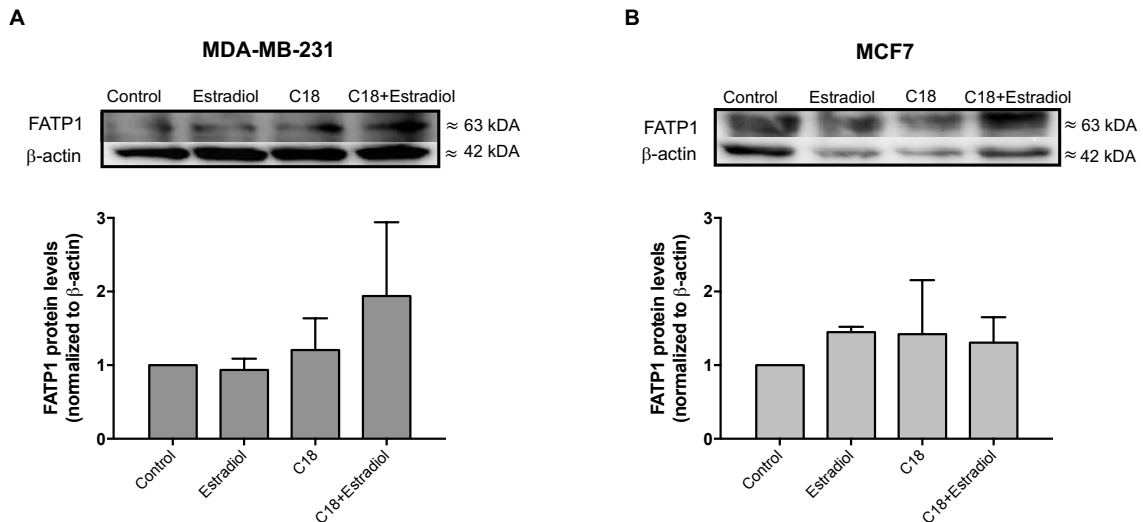 A
MDA-MB-231
Control Estradiol C18 C18+Estradiol
FATP1 ≈ 63 kDA
β-actin ≈ 42 kDA
FATP1 protein levels
(normalized to β-actin)
3
2
1
0
Control
Estradiol
C18
C18+Estradiol
B
MCF7
Control Estradiol C18 C18+Estradiol
FATP1 ≈ 63 kDA
β-actin ≈ 42 kDA
FATP1 protein levels
(normalized to β-actin)
3
2
1
0
Control
Estradiol
C18
C18+Estradiol